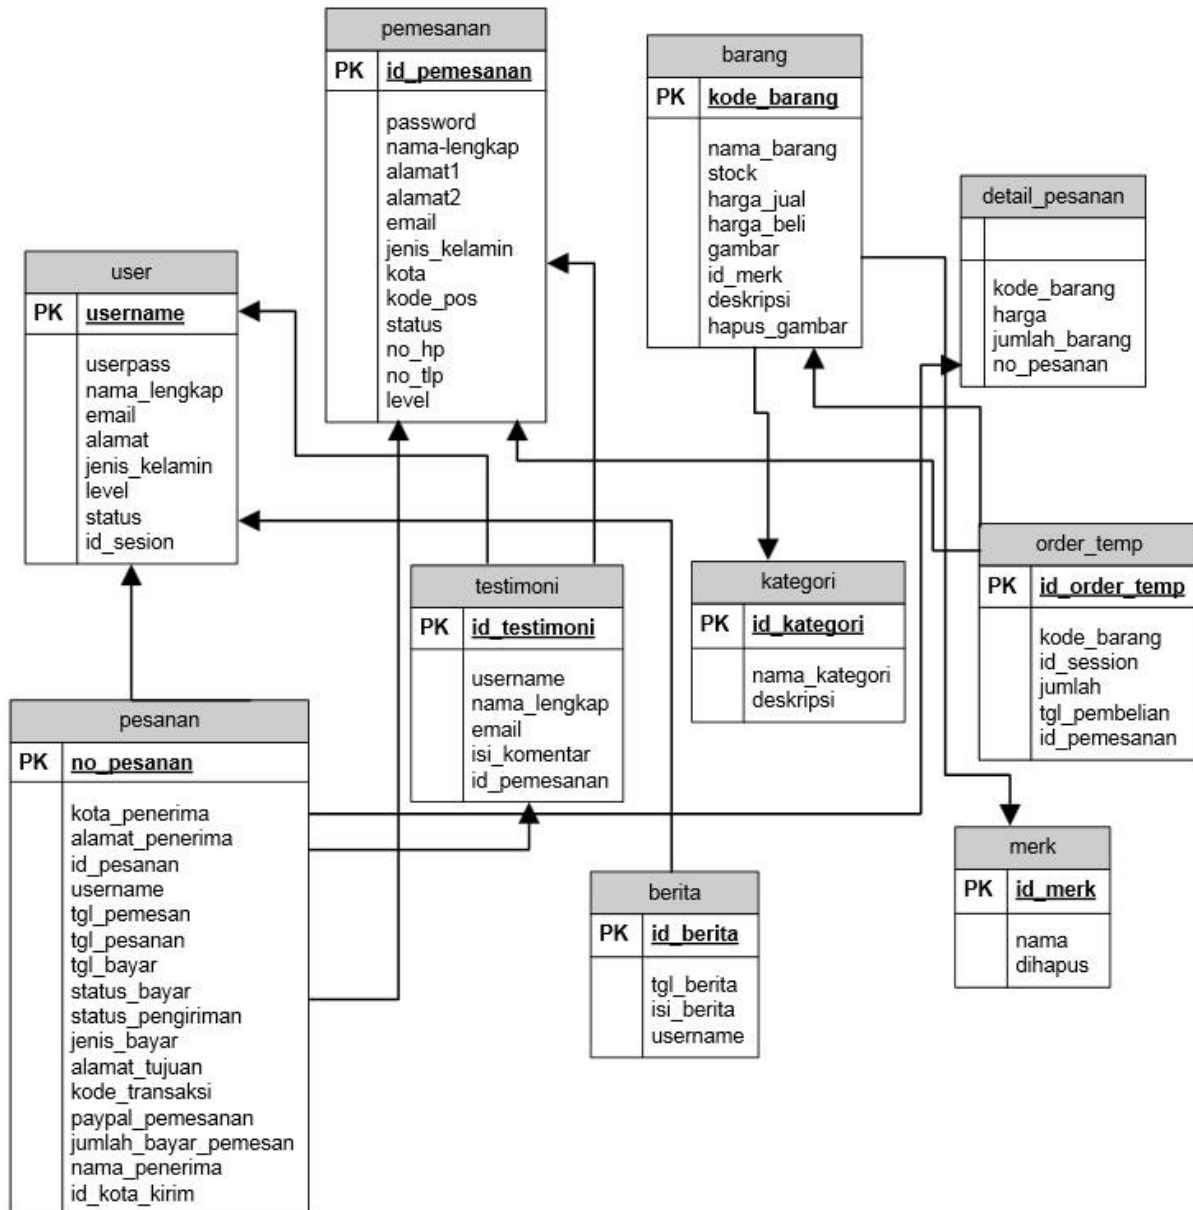 pemesanan
PK id_pemesanan
password
nama-lengkap
alamat1
alamat2
email
jenis_kelamin
kota
kode_pos
status
no_hp
no_tlp
level
barang
PK kode_barang
nama_barang
stock
harga_jual
harga_beli
gambar
id_merk
deskripsi
hapus_gambar
detail_pesanan
kode_barang
harga
jumlah_barang
no_pesanan
user
PK username
userpass
nama_lengkap
email
alamat
jenis_kelamin
level
status
id_sesion
testimoni
PK id_testimoni
username
nama_lengkap
email
isi_komentar
id_pemesanan
kategori
PK id_kategori
nama_kategori
deskripsi
order_temp
PK id_order_temp
kode_barang
id_session
jumlah
tgl_pembelian
id_pemesanan
pesanan
PK no_pesanan
kota_penerima
alamat_penerima
id_pesanan
username
tgl_pemesan
tgl_pesanan
tgl_bayar
status_bayar
status_pengiriman
jenis_bayar
alamat_tujuan
kode_transaksi
paypal_pemesanan
jumlah_bayar_pemesan
nama_penerima
id_kota_kirim
berita
PK id_berita
tgl_berita
isi_berita
username
merk
PK id_merk
nama
dihapus